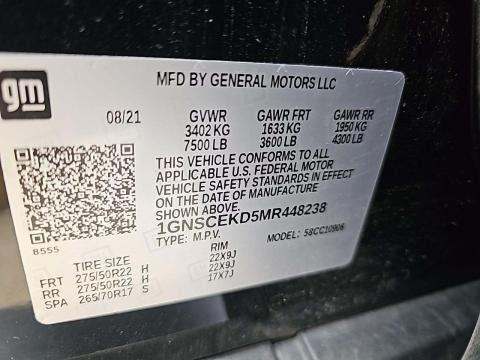 gm
MFD BY GENERAL MOTORS LLC
08/21 GVWR GAWR FRT GAWR RR
3402 KG 1633 KG 1950 KG
7500 LB 3600 LB 4300 LB
THIS VEHICLE CONFORMS TO ALL
APPLICABLE U.S. FEDERAL MOTOR
VEHICLE SAFETY STANDARDS IN EFFECT
ON THE DATE OF MANUFACTURE
SHOWN ABOVE.
1GNSCEKD5MR448238
TYPE: M.P.V. MODEL: 58CC10906
8555
TIRE SIZE RIM
FRT 275/50R22 H 22X9J
RR 275/50R22 H 22X9J
SPA 265/70R17 S 17X7J